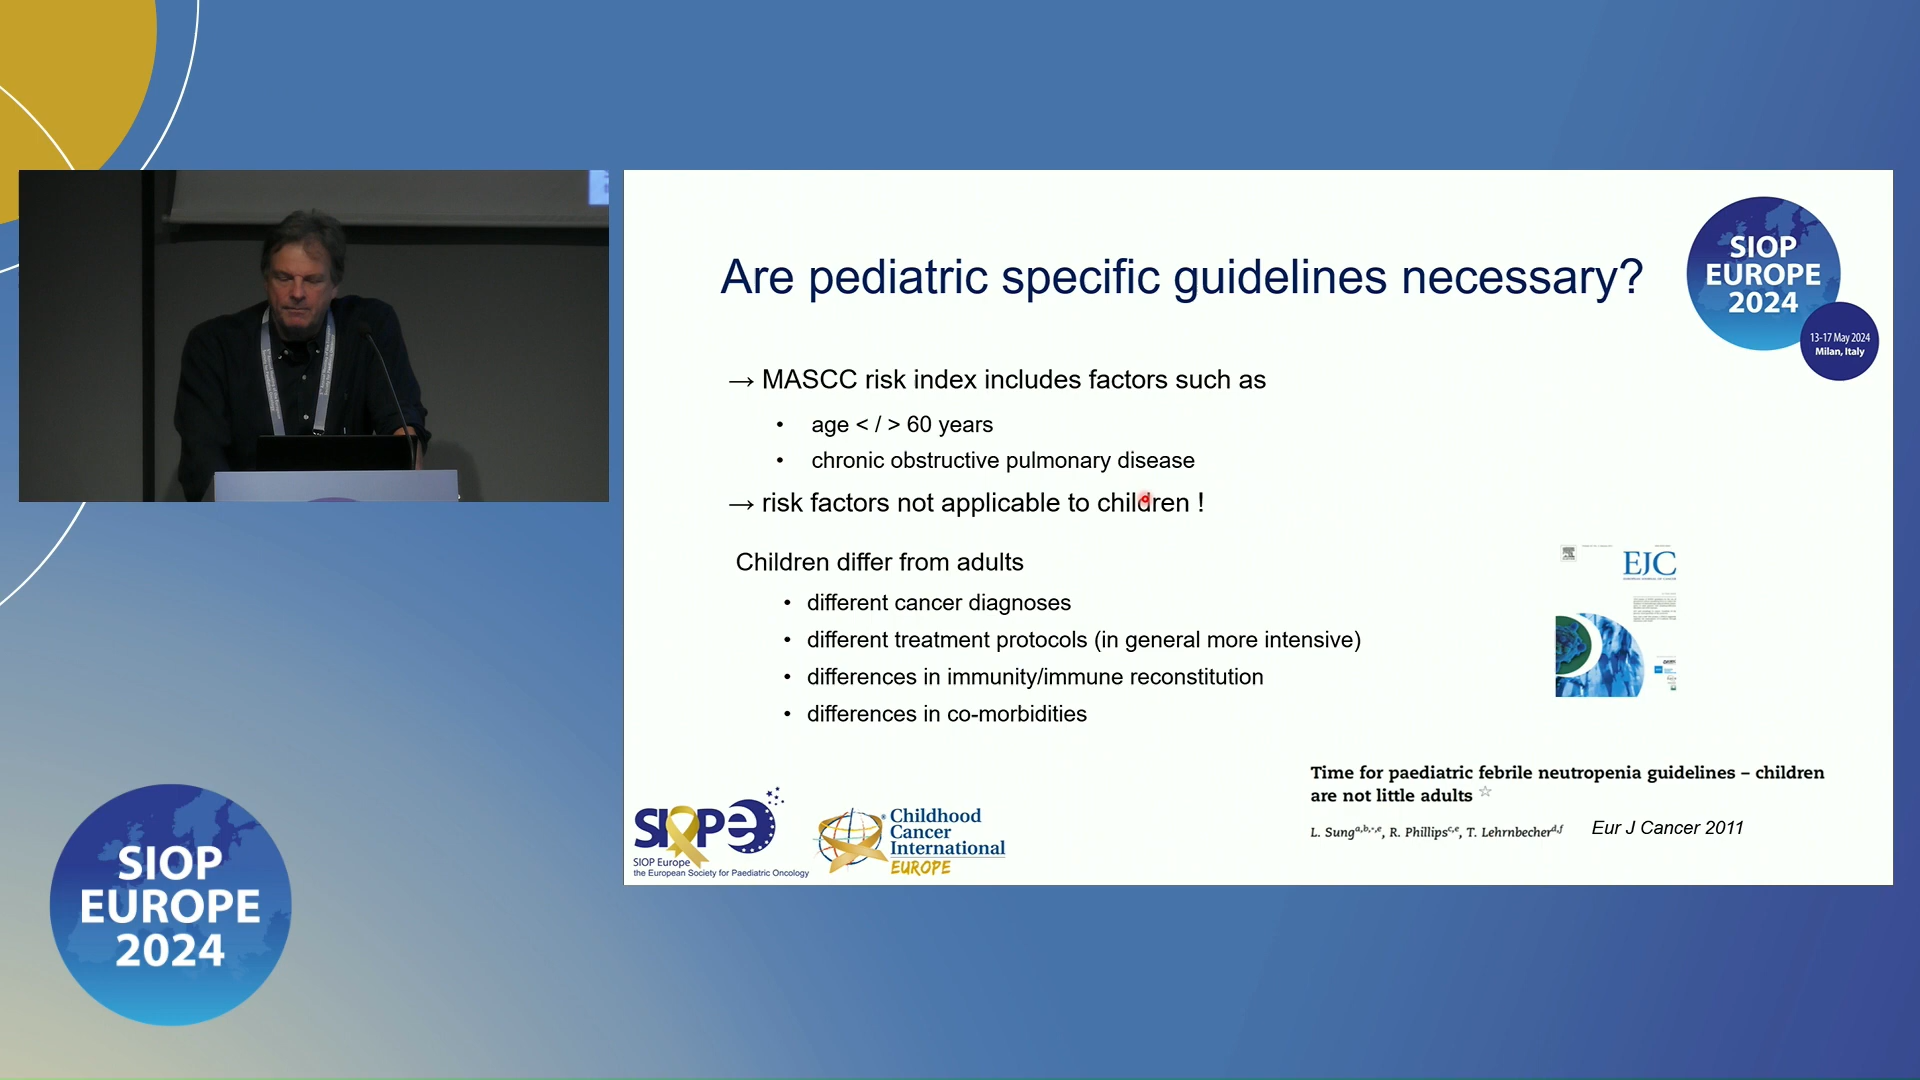 Are pediatric specific guidelines necessary?
SIOP
EUROPE
2024
13-17 May 2024
Milan, Italy
→ MASCC risk index includes factors such as
• age < / > 60 years
• chronic obstructive pulmonary disease
→ risk factors not applicable to children !
Children differ from adults
• different cancer diagnoses
• different treatment protocols (in general more intensive)
• differences in immunity/immune reconstitution
• differences in co-morbidities
EJC
EUROPEAN JOURNAL OF CANCER
Time for paediatric febrile neutropenia guidelines – children
are not little adults ☆
L. Sung, R. Phillips, T. Lehrnbecher
Eur J Cancer 2011
SIOPe
SIOP Europe
the European Society for Paediatric Oncology
Childhood
Cancer
International
EUROPE
SIOP
EUROPE
2024